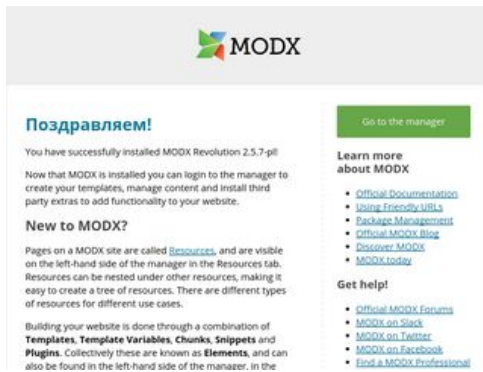 MODX
Поздравляем!
You have successfully installed MODX Revolution 2.5.7-pl!
Now that MODX is installed you can login to the manager to
create your templates, manage content and install third
party extras to add functionality to your website.
New to MODX?
Pages on a MODX site are called Resources, and are visible
on the left-hand side of the manager in the Resources tab.
Resources can be nested under other resources, making it
easy to create a tree of resources. There are different types
of resources for different use cases.
Building your website is done through a combination of
Templates, Template Variables, Chunks, Snippets and
Plugins. Collectively these are known as Elements, and can
also be found in the left-hand side of the manager, in the
Go to the manager
Learn more
about MODX
Official Documentation
Using Friendly URLs
Package Management
Official MODX Blog
Discover MODX
MODX.today
Get help!
Official MODX Forums
MODX on Slack
MODX on Twitter
MODX on Facebook
Find a MODX Professional